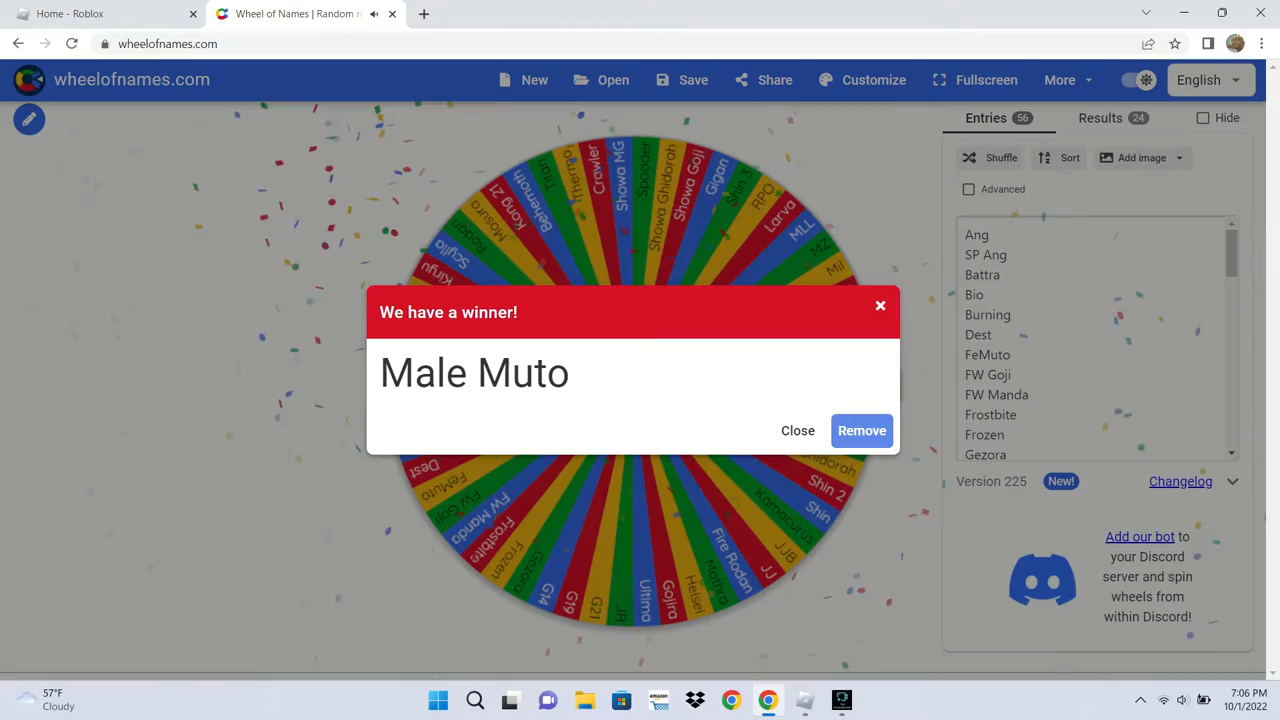 Home - Roblox
Wheel of Names | Random n
wheelofnames.com
wheelofnames.com
New
Open
Save
Share
Customize
Fullscreen
More
English
Entries 56
Results 24
Hide
Shuffle
Sort
Add image
Advanced
Ang
SP Ang
Battra
Bio
Burning
Dest
FeMuto
FW Goji
FW Manda
Frostbite
Frozen
Gezora
Kiryu
Scylla
Rodan
Mosura
Kong 21
Behemoth
Titan
Thermo
Crawler
Showa MG
Spooder
Showa Ghidorah
Showa Goji
Gigan
Shin 3
RPO
Larva
MLL
MZ
Mil
We have a winner!
Male Muto
Close
Remove
Dest
FeMuto
FW Goji
FW Manda
Frostbite
Frozen
Gezora
G14
G19
G21
JR
Ultima
Gojira
Heisei
Mothra
Fire Rodan
JJ
JJB
Kamacurus
Shin
Shin 2
Ghidorah
Version 225
New!
Changelog
Add our bot to
your Discord
server and spin
wheels from
within Discord!
57°F
Cloudy
amazon
7:06 PM
10/1/2022